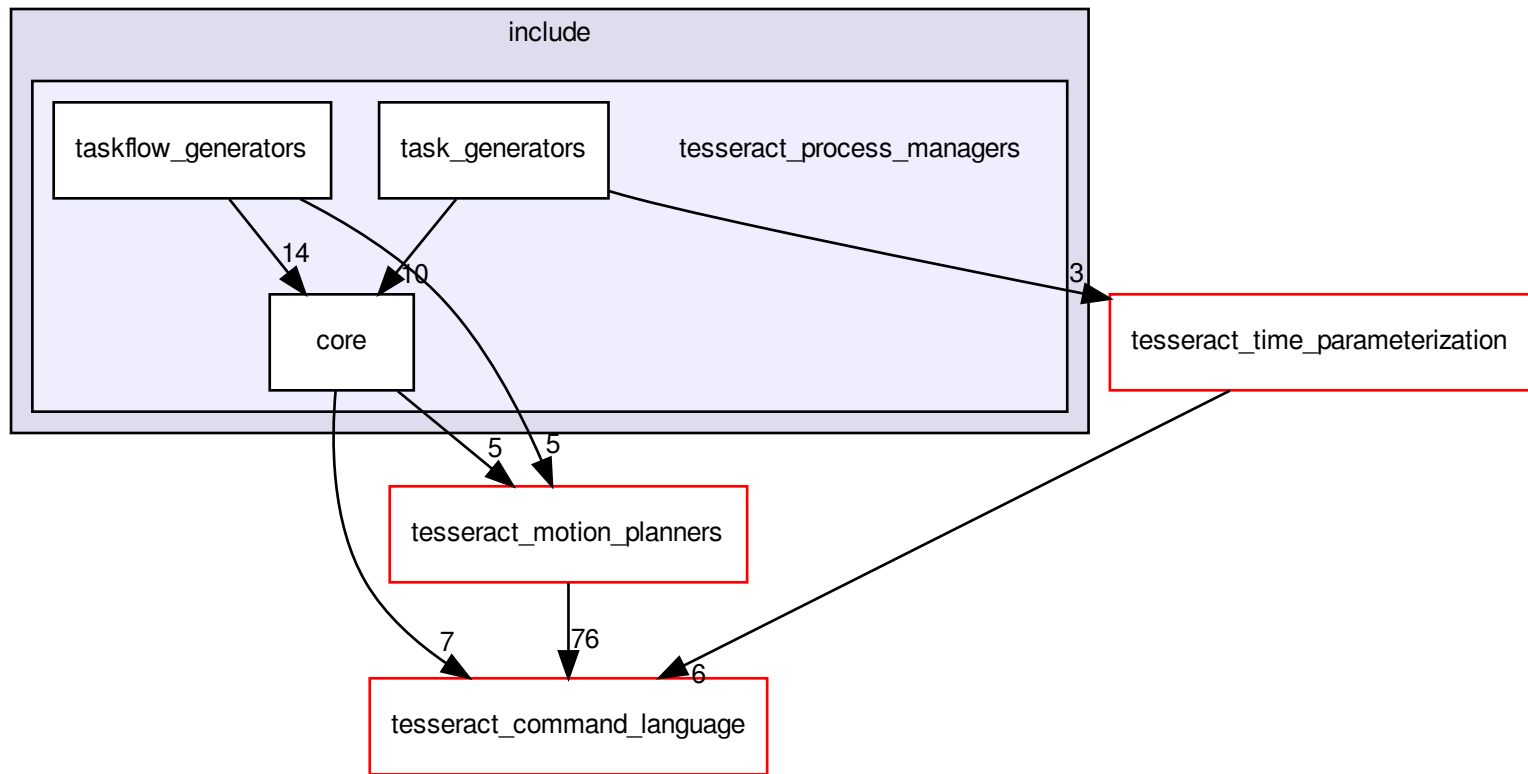 include
taskflow_generators
task_generators
tesseract_process_managers
14
10
3
core
tesseract_time_parameterization
5
5
tesseract_motion_planners
7
76
6
tesseract_command_language